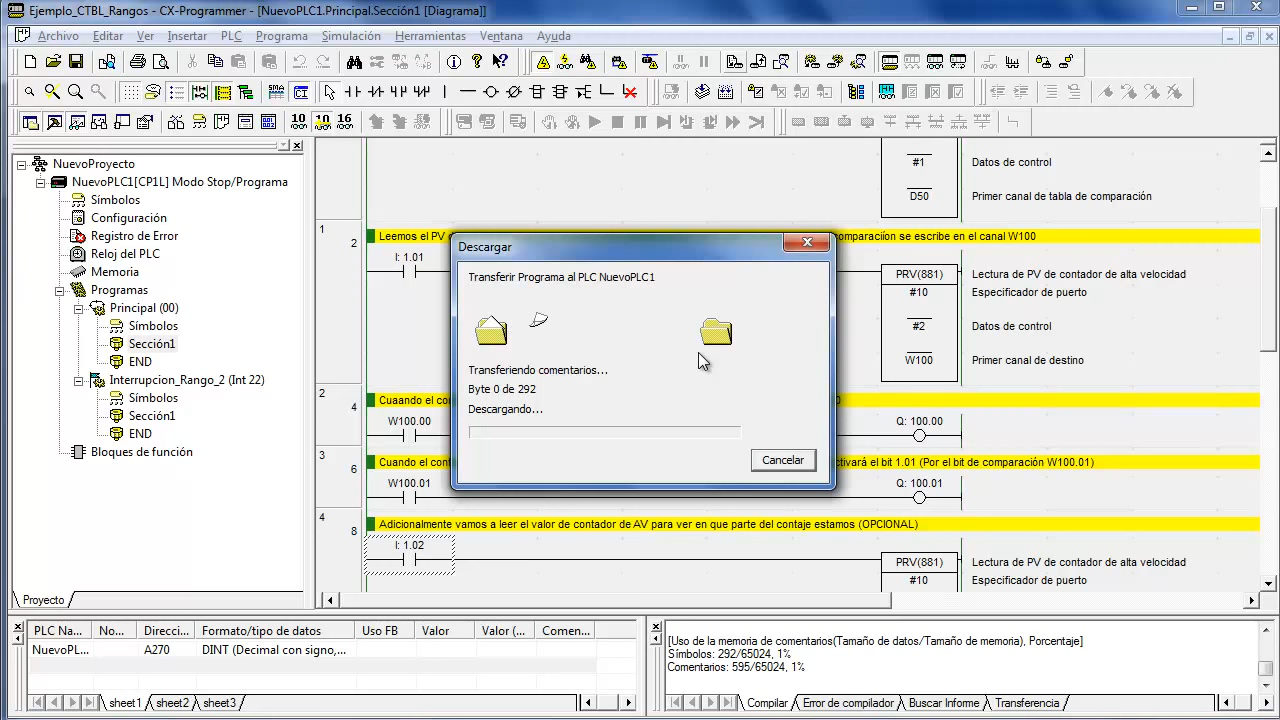 Ejemplo_CTBL_Rangos - CX-Programmer - [NuevoPLC1.Principal.Sección1 [Diagrama]]
Archivo Editar Ver Insertar PLC Programa Simulación Herramientas Ventana Ayuda
10 10 16
NuevoProyecto
NuevoPLC1[CP1L] Modo Stop/Programa
Símbolos
Configuración
Registro de Error
Reloj del PLC
Memoria
Programas
Principal (00)
Símbolos
Sección1
END
Interrupcion_Rango_2 (Int 22)
Símbolos
Sección1
END
Bloques de función
Proyecto
#1 Datos de control
D50 Primer canal de tabla de comparación
1
2
Leemos el PV
comparación se escribe en el canal W100
I: 1.01
PRV(881) Lectura de PV de contador de alta velocidad
#10 Especificador de puerto
#2 Datos de control
W100 Primer canal de destino
2
4
Cuaando el co
0
W100.00
Q: 100.00
3
6
Cuando el cont
activará el bit 1.01 (Por el bit de comparación W100.01)
W100.01
Q: 100.01
4
8
Adicionalmente vamos a leer el valor de contador de AV para ver en que parte del contaje estamos (OPCIONAL)
I: 1.02
PRV(881) Lectura de PV de contador de alta velocidad
#10 Especificador de puerto
Descargar
Transferir Programa al PLC NuevoPLC1
Transferiendo comentarios...
Byte 0 de 292
Descargando...
Cancelar
PLC Na... No... Direcci... Formato/tipo de datos Uso FB Valor Valor (... Comen...
NuevoPL... A270 DINT (Decimal con signo,...
sheet1 sheet2 sheet3
[Uso de la memoria de comentarios(Tamaño de datos/Tamaño de memoria), Porcentaje]
Símbolos: 292/65024, 1%
Comentarios: 595/65024, 1%
Compilar Error de compilador Buscar Informe Transferencia